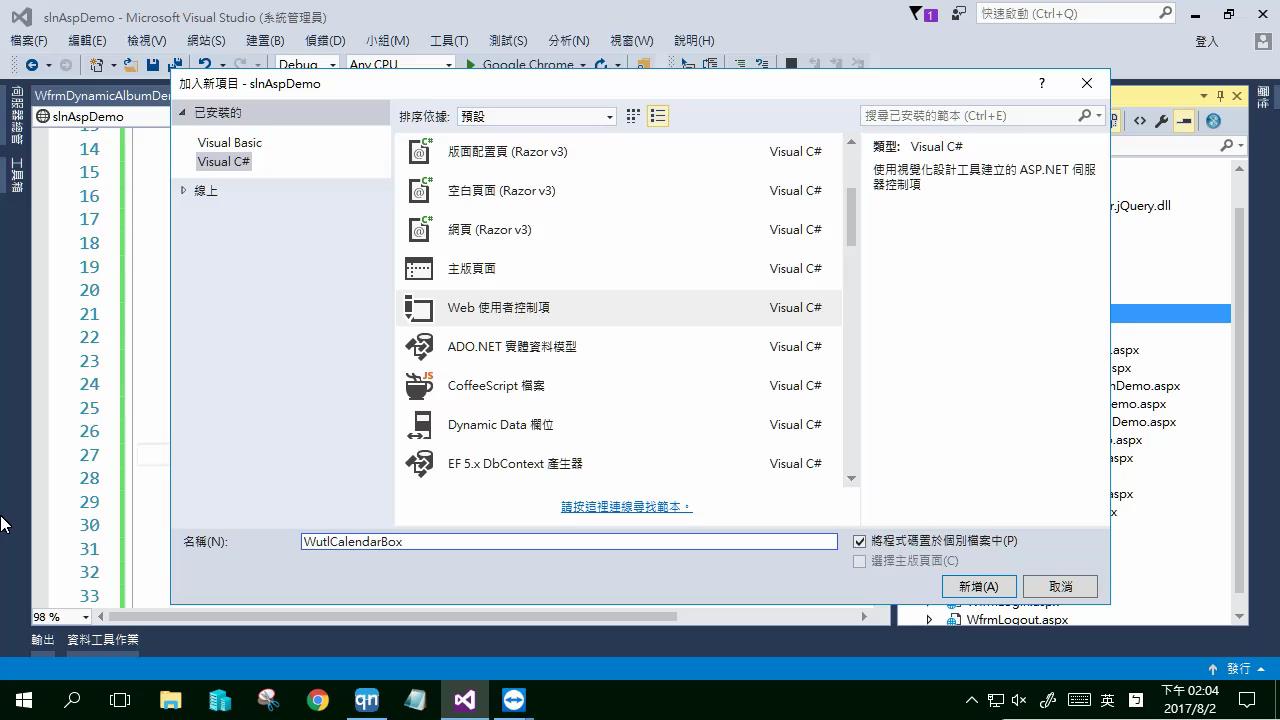 slnAspDemo - Microsoft Visual Studio (系統管理員)
1
快速啟動 (Ctrl+Q)
檔案(F)
編輯(E)
檢視(V)
網站(S)
建置(B)
偵錯(D)
小組(M)
工具(T)
測試(S)
分析(N)
視窗(W)
說明(H)
登入
Debug
Any CPU
Google Chrome
伺服器總管
工具箱
屬性
WfrmDynamicAlbumDe
slnAspDemo
14
15
16
17
18
19
20
21
22
23
24
25
26
27
28
29
30
31
32
33
98 %
加入新項目 - slnAspDemo
?
已安裝的
Visual Basic
Visual C#
線上
排序依據:
預設
搜尋已安裝的範本 (Ctrl+E)
版面配置頁 (Razor v3)
Visual C#
空白頁面 (Razor v3)
Visual C#
網頁 (Razor v3)
Visual C#
主版頁面
Visual C#
Web 使用者控制項
Visual C#
ADO.NET 實體資料模型
Visual C#
CoffeeScript 檔案
Visual C#
Dynamic Data 欄位
Visual C#
EF 5.x DbContext 產生器
Visual C#
請按這裡連線尋找範本。
類型: Visual C#
使用視覺化設計工具建立的 ASP.NET 伺服
器控制項
名稱(N):
WutlCalendarBox
將程式碼置於個別檔案中(P)
選擇主版頁面(C)
新增(A)
取消
r.jQuery.dll
.aspx
px
nDemo.aspx
emo.aspx
Demo.aspx
o.aspx
aspx
aspx
x
WfrmLogin.aspx
WfrmLogout.aspx
輸出
資料工具作業
發行
qn
英
下午 02:04
2017/8/2